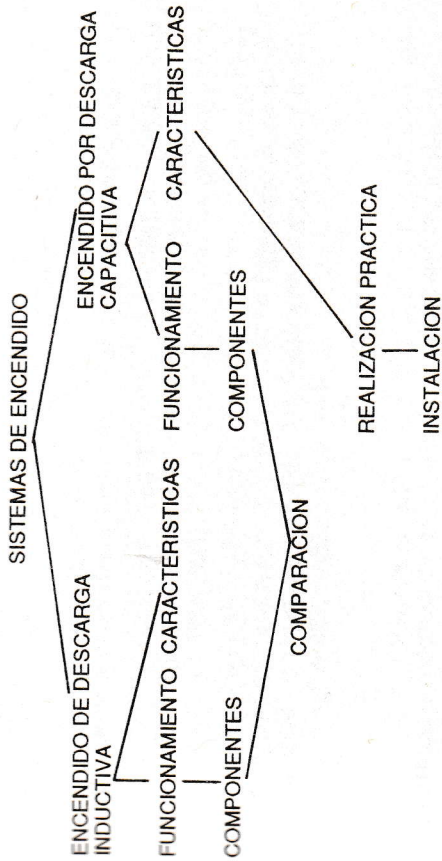 SISTEMAS DE ENCENDIDO
ENCENDIDO DE DESCARGA
INDUCTIVA
ENCENDIDO POR DESCARGA
CAPACITIVA
FUNCIONAMIENTO CARACTERISTICAS
FUNCIONAMIENTO CARACTERISTICAS
COMPONENTES
COMPONENTES
COMPARACION
REALIZACION PRACTICA
INSTALACION